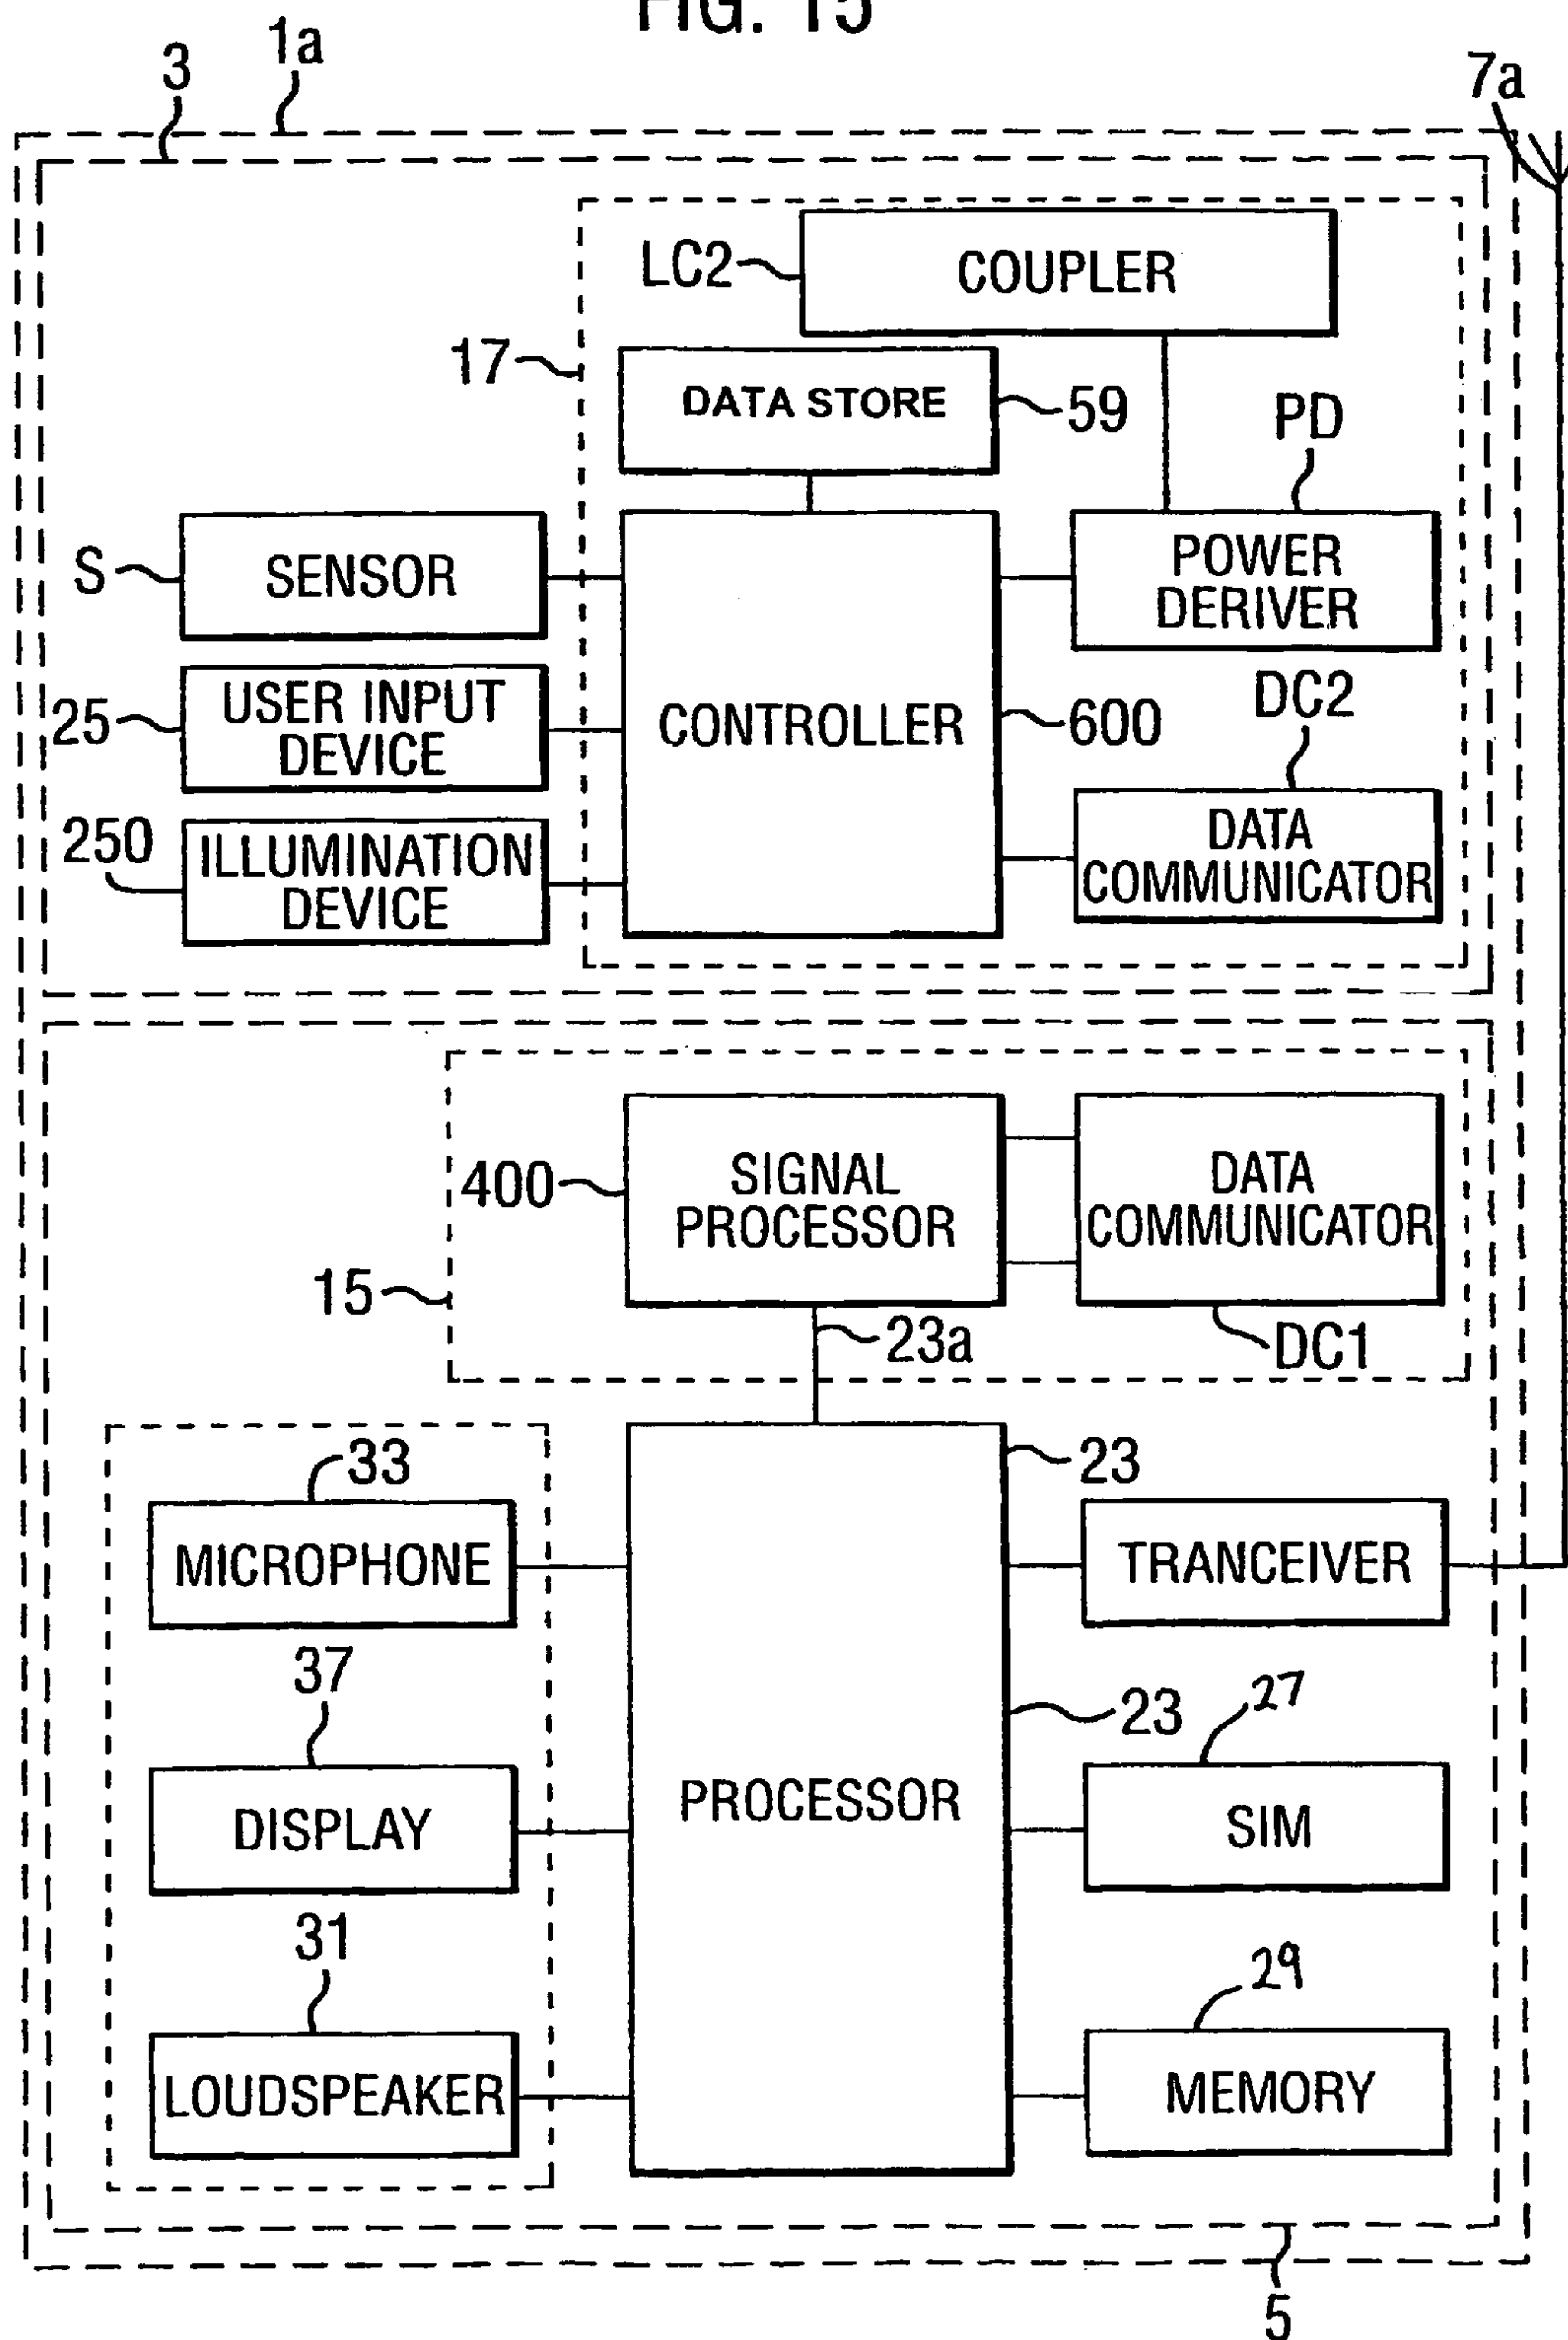 FIG. 15
1a
3
7a
LC2
COUPLER
17
DATA STORE
59
PD
S
SENSOR
POWER
DERIVER
25
USER INPUT
DEVICE
CONTROLLER
600
DC2
250
ILLUMINATION
DEVICE
DATA
COMMUNICATOR
400
SIGNAL
PROCESSOR
DATA
COMMUNICATOR
15
23a
DC1
33
23
MICROPHONE
TRANCEIVER
37
23
27
DISPLAY
PROCESSOR
SIM
31
29
LOUDSPEAKER
MEMORY
5